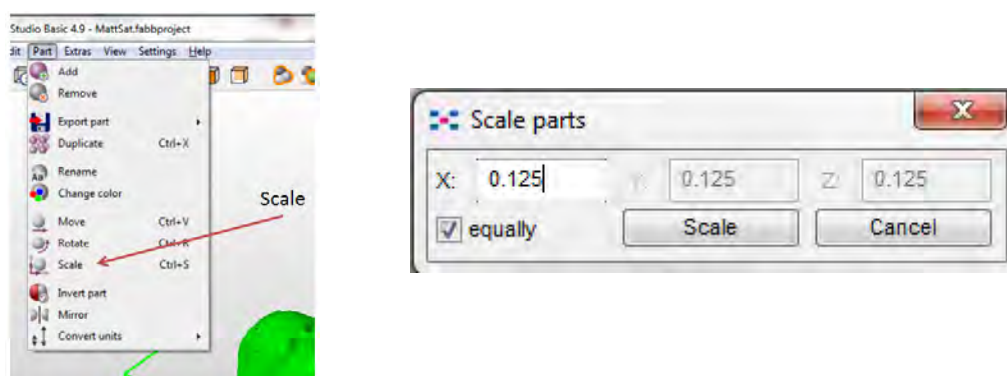 Studio Basic 4.9 - MattSat.fabbproject
dit Part Extras View Settings Help
Add
Remove
Export part
Duplicate Ctrl+X
Rename
Change color
Move Ctrl+V
Rotate Ctrl+R
Scale Ctrl+S
Invert part
Mirror
Convert units
Scale
Scale parts
X: 0.125 Y: 0.125 Z: 0.125
equally Scale Cancel